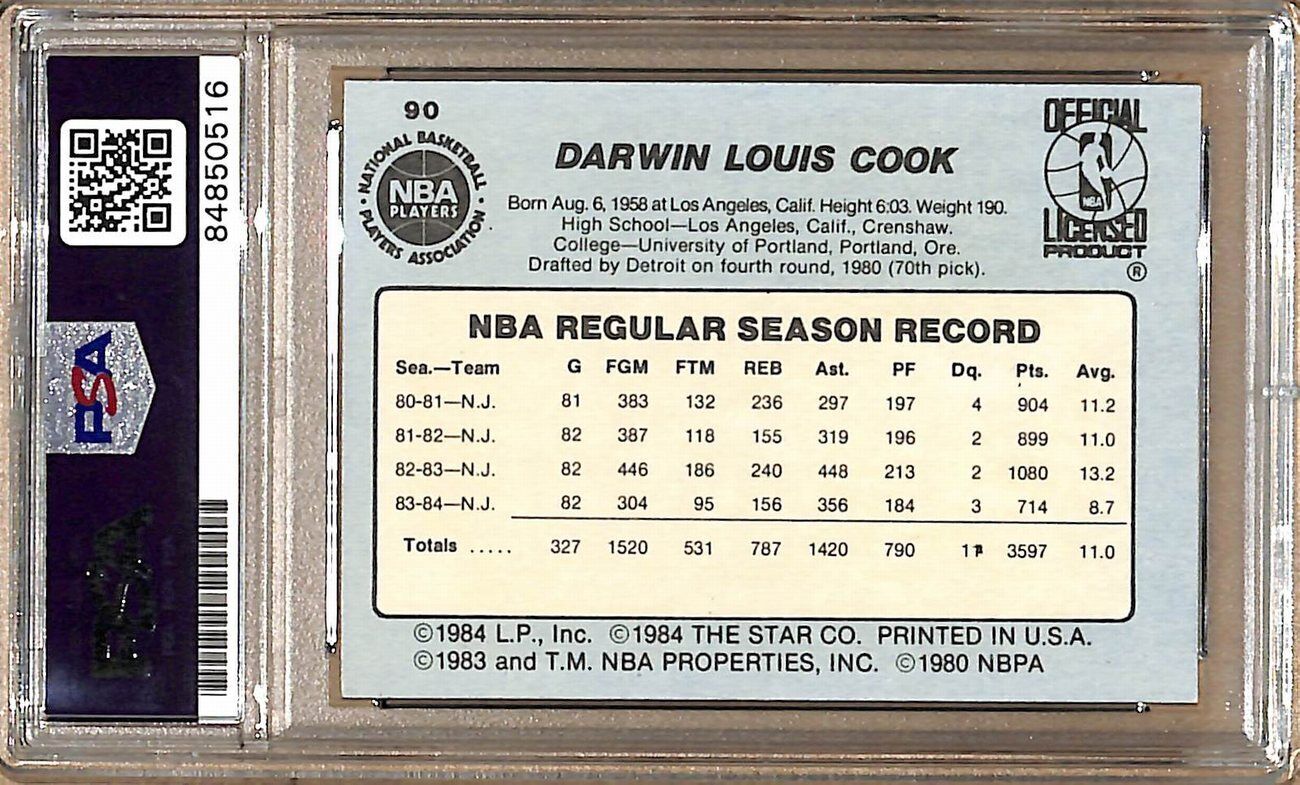 84850516
PSA
90
NATIONAL BASKETBALL
NBA
PLAYERS
PLAYERS ASSOCIATION
DARWIN LOUIS COOK
Born Aug. 6, 1958 at Los Angeles, Calif. Height 6:03. Weight 190.
High School—Los Angeles, Calif., Crenshaw.
College—University of Portland, Portland, Ore.
Drafted by Detroit on fourth round, 1980 (70th pick).
OFFICIAL
NBA
LICENSED
PRODUCT
®
NBA REGULAR SEASON RECORD
Sea.—Team G FGM FTM REB Ast. PF Dq. Pts. Avg.
80-81—N.J. 81 383 132 236 297 197 4 904 11.2
81-82—N.J. 82 387 118 155 319 196 2 899 11.0
82-83—N.J. 82 446 186 240 448 213 2 1080 13.2
83-84—N.J. 82 304 95 156 356 184 3 714 8.7
Totals ..... 327 1520 531 787 1420 790 3597 11.0
©1984 L.P., Inc. ©1984 THE STAR CO. PRINTED IN U.S.A.
©1983 and T.M. NBA PROPERTIES, INC. ©1980 NBPA